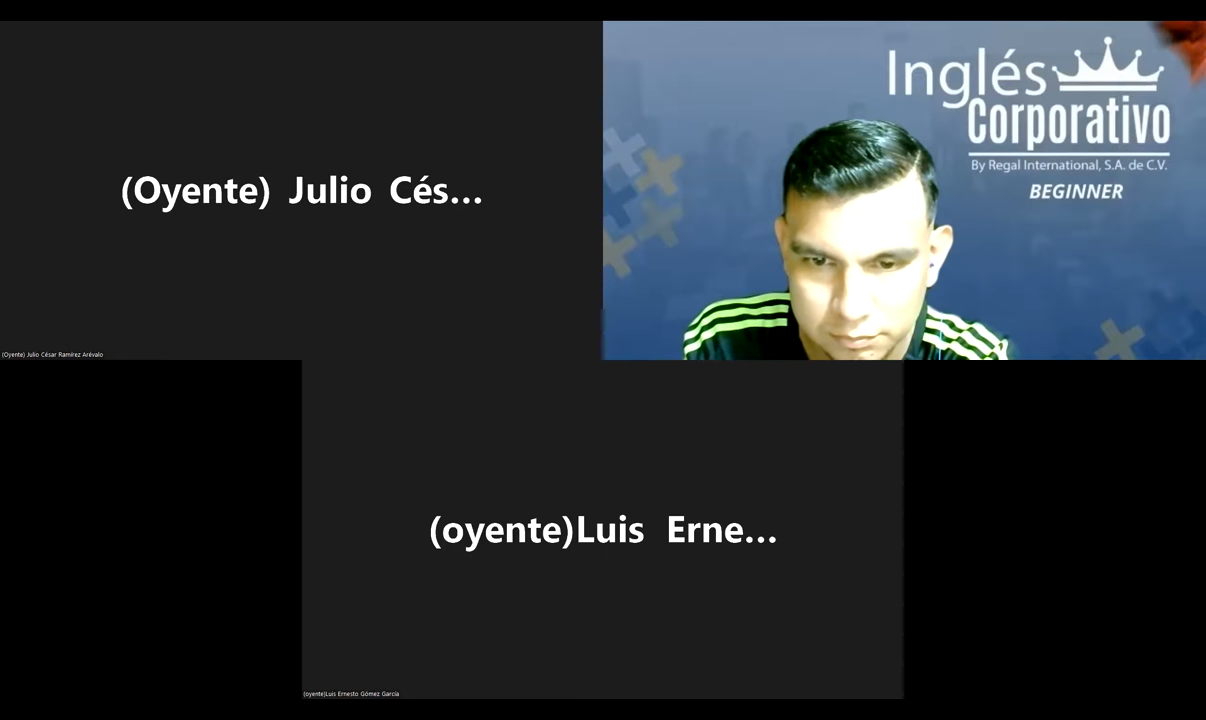 (Oyente) Julio Cés...
(Oyente) Julio César Ramírez Arévalo
Inglés
Corporativo
By Regal International, S.A. de C.V.
BEGINNER
(oyente)Luis Erne...
(oyente)Luis Ernesto Gómez García